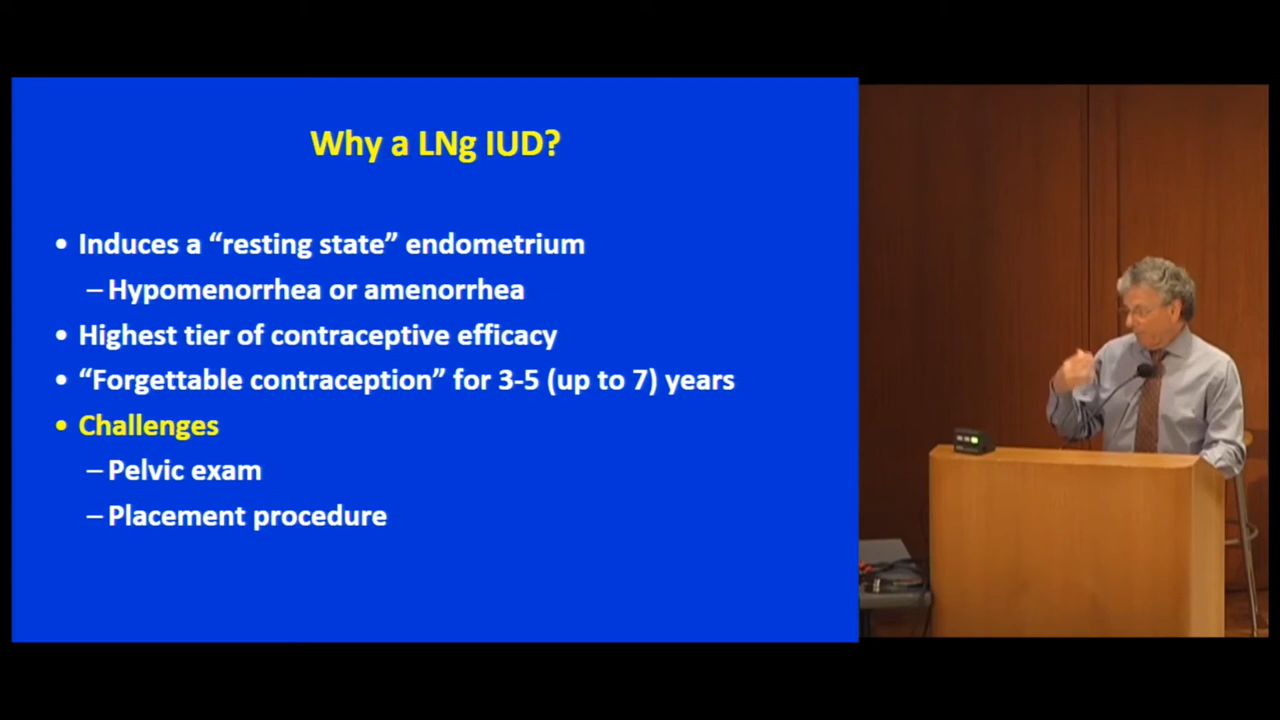 Why a LNg IUD?
• Induces a “resting state” endometrium
– Hypomenorrhea or amenorrhea
• Highest tier of contraceptive efficacy
• “Forgettable contraception” for 3-5 (up to 7) years
• Challenges
– Pelvic exam
– Placement procedure